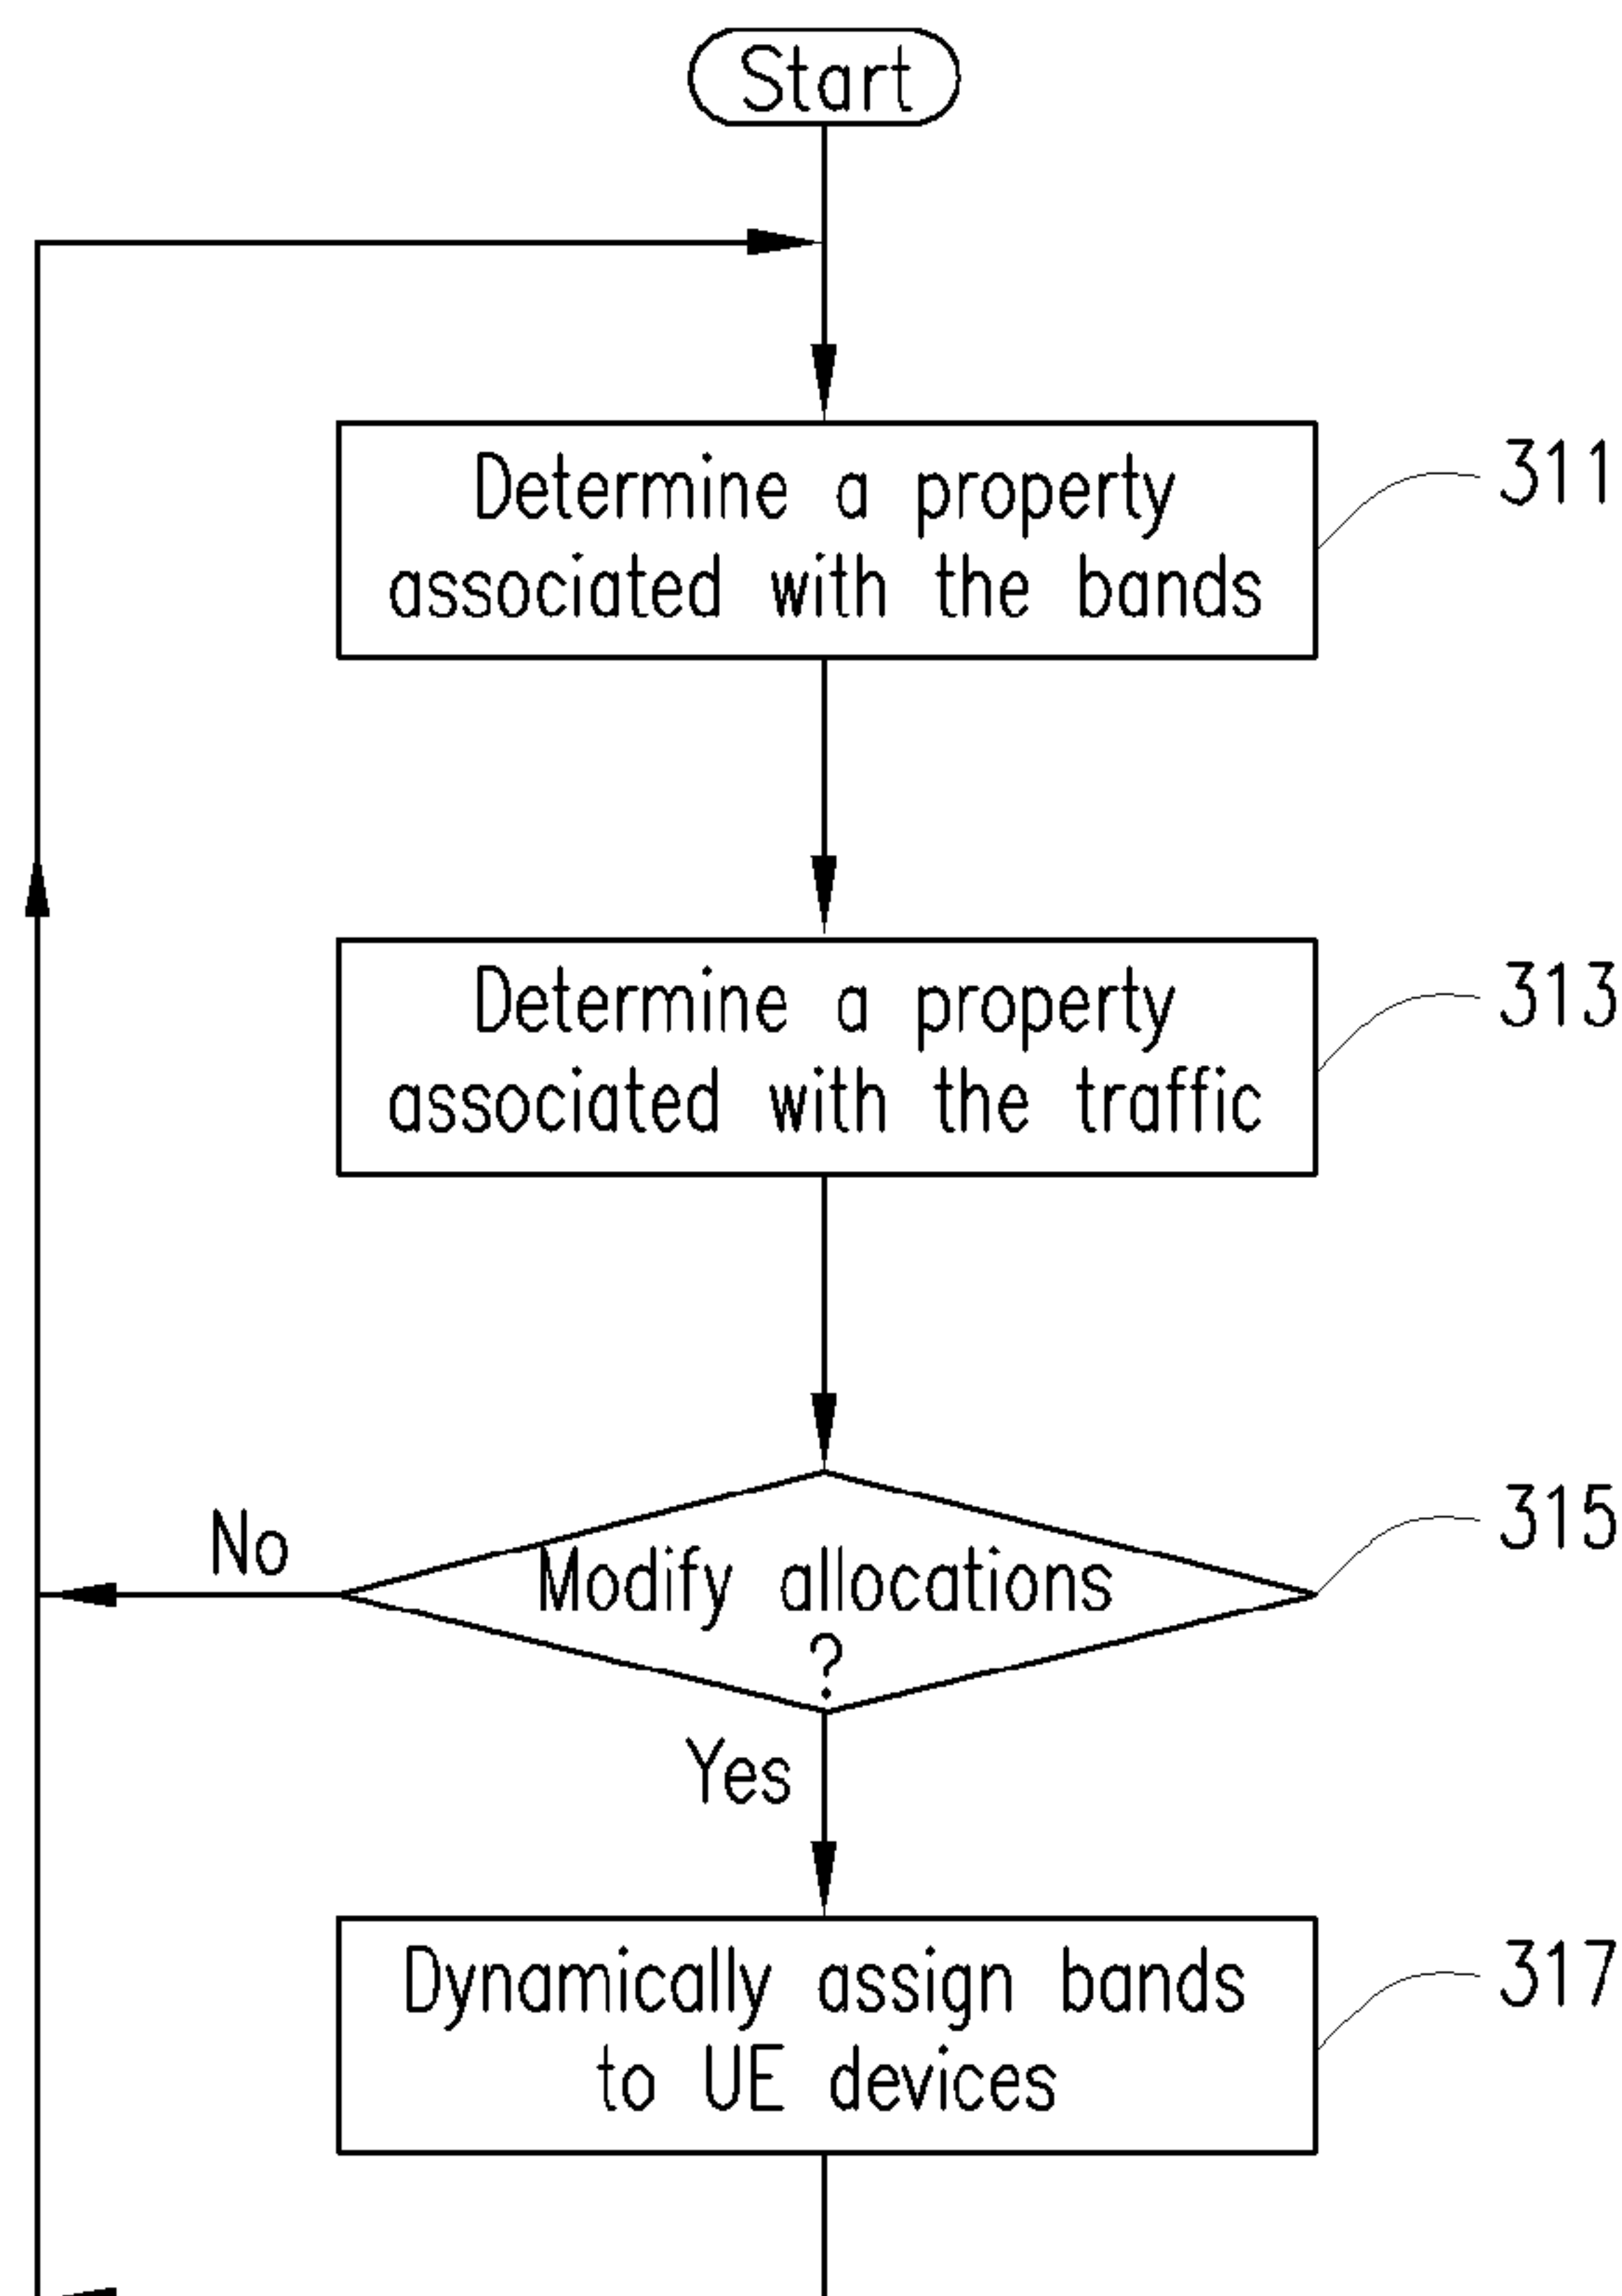 Start
Determine a property
associated with the bands
311
Determine a property
associated with the traffic
313
Modify allocations
?
315
No
Yes
Dynamically assign bands
to UE devices
317